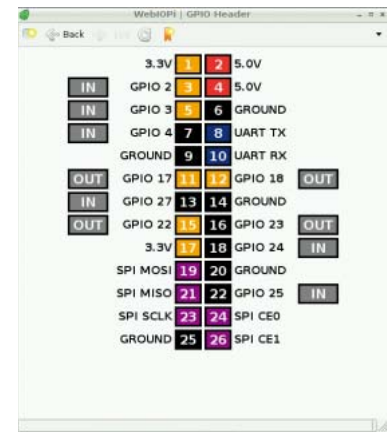 WebIOPi | GPIO Header
Back
3.3V 1 2 5.0V
IN GPIO 2 3 4 5.0V
IN GPIO 3 5 6 GROUND
IN GPIO 4 7 8 UART TX
GROUND 9 10 UART RX
OUT GPIO 17 11 12 GPIO 18 OUT
IN GPIO 27 13 14 GROUND
OUT GPIO 22 15 16 GPIO 23 OUT
3.3V 17 18 GPIO 24 IN
SPI MOSI 19 20 GROUND
SPI MISO 21 22 GPIO 25 IN
SPI SCLK 23 24 SPI CE0
GROUND 25 26 SPI CE1